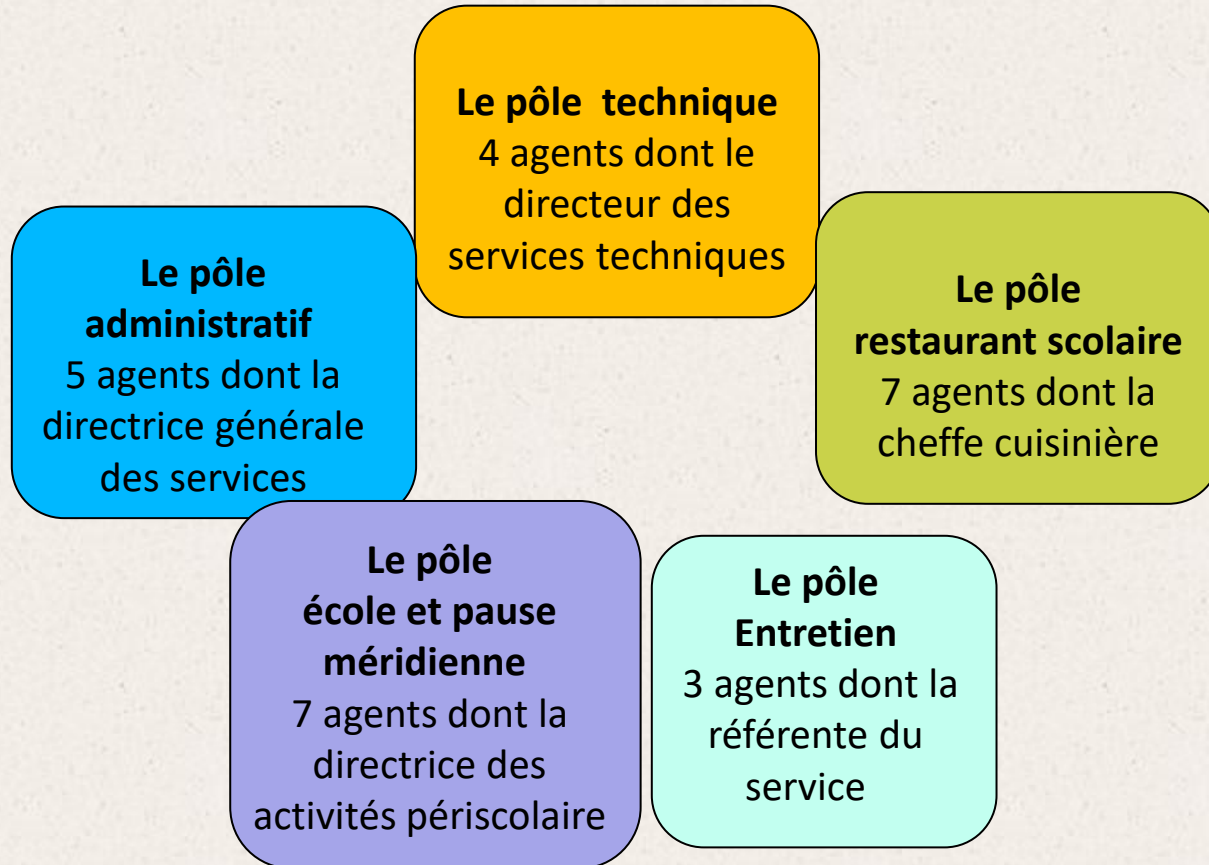 Le pôle technique
4 agents dont le
directeur des
services techniques
Le pôle
administratif
5 agents dont la
directrice générale
des services
Le pôle
restaurant scolaire
7 agents dont la
cheffe cuisinière
Le pôle
école et pause
méridienne
7 agents dont la
directrice des
activités périscolaire
Le pôle
Entretien
3 agents dont la
référente du
service